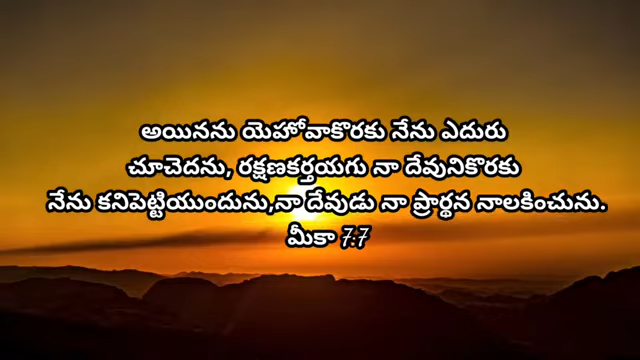 అయినను యెహోవాకొరకు నేను ఎదురు
చూచెదను, రక్షణకర్తయగు నా దేవునికొరకు
నేను కనిపెట్టియుందును,నా దేవుడు నా ప్రార్థన నాలకించును.
మీకా 7:7